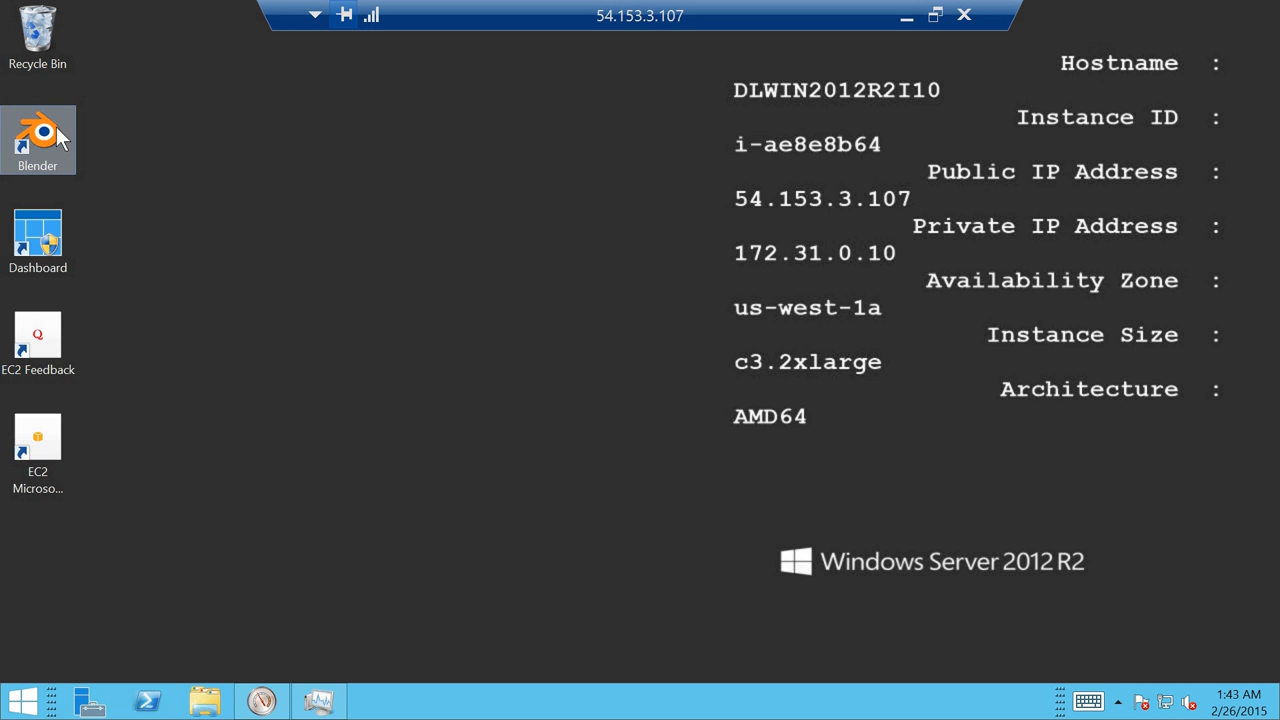 54.153.3.107
Recycle Bin
Blender
Dashboard
Q
EC2 Feedback
EC2
Microso...
Hostname :
DLWIN2012R2I10
Instance ID :
i-ae8e8b64
Public IP Address :
54.153.3.107
Private IP Address :
172.31.0.10
Availability Zone :
us-west-1a
Instance Size :
c3.2xlarge
Architecture :
AMD64
Windows Server 2012 R2
1:43 AM
2/26/2015